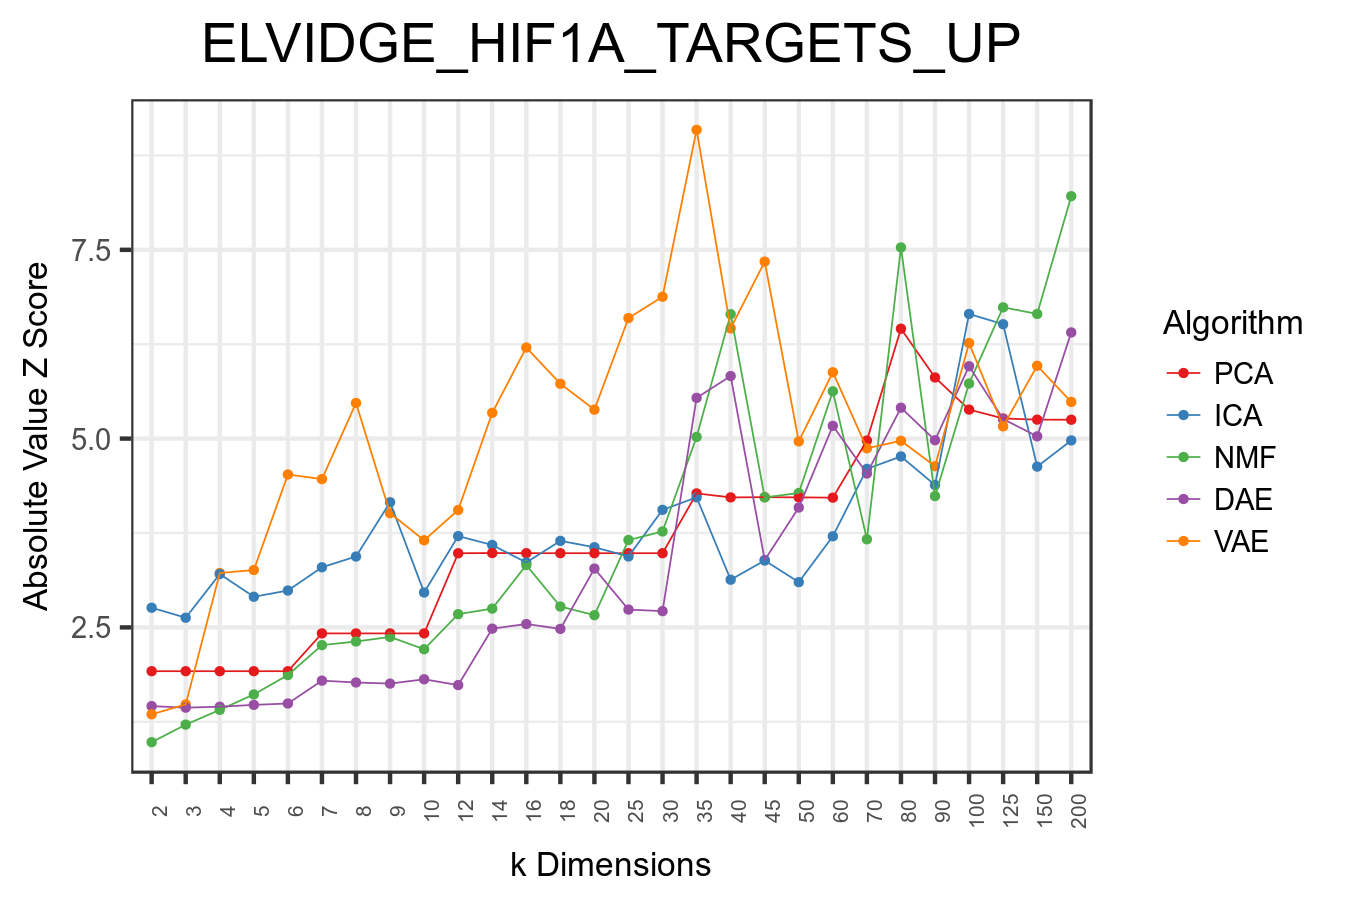 ELVIDGE_HIF1A_TARGETS_UP
Absolute Value Z Score
7.5
5.0
2.5
2 3 4 5 6 7 8 9 10 12 14 16 18 20 25 30 35 40 45 50 60 70 80 90 100 125 150 200
k Dimensions
Algorithm
PCA
ICA
NMF
DAE
VAE